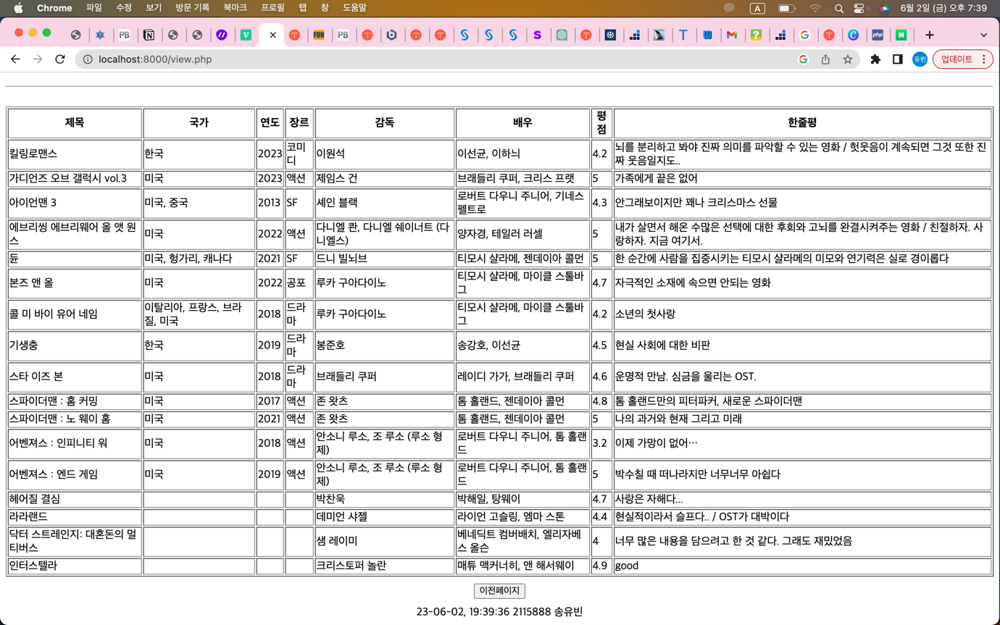 Chrome 파일 수정 보기 방문 기록 북마크 프로필 탭 창 도움말 A 6월 2일 (금) 오후 7:39
PB FUN PB T php N
localhost:8000/view.php 유빈 업데이트
제목 국가 연도 장르 감독 배우 평
점 한줄평
킬링로맨스 한국 2023 코미
디 이원석 이선균, 이하늬 4.2 뇌를 분리하고 봐야 진짜 의미를 파악할 수 있는 영화 / 헛웃음이 계속되면 그것 또한 진
짜 웃음일지도..
가디언즈 오브 갤럭시 vol.3 미국 2023 액션 제임스 건 브래들리 쿠퍼, 크리스 프랫 5 가족에게 끝은 없어
아이언맨 3 미국, 중국 2013 SF 셰인 블랙 로버트 다우니 주니어, 기네스
펠트로 4.3 안그래보이지만 꽤나 크리스마스 선물
에브리씽 에브리웨어 올 앳 원
스 미국 2022 액션 다니엘 콴, 다니엘 쉐이너트 (다
니엘스) 양자경, 테일러 러셀 5 내가 살면서 해온 수많은 선택에 대한 후회와 고뇌를 완결시켜주는 영화 / 친절하자. 사
랑하자. 지금 여기서.
듄 미국, 헝가리, 캐나다 2021 SF 드니 빌뇌브 티모시 샬라메, 젠데이아 콜먼 5 한 순간에 사람을 집중시키는 티모시 샬라메의 미모와 연기력은 실로 경이롭다
본즈 앤 올 미국 2022 공포 루카 구아다이노 티모시 샬라메, 마이클 스툴바
그 4.7 자극적인 소재에 속으면 안되는 영화
콜 미 바이 유어 네임 이탈리아, 프랑스, 브라
질, 미국 2018 드라
마 루카 구아다이노 티모시 샬라메, 마이클 스툴바
그 4.2 소년의 첫사랑
기생충 한국 2019 드라
마 봉준호 송강호, 이선균 4.5 현실 사회에 대한 비판
스타 이즈 본 미국 2018 드라
마 브래들리 쿠퍼 레이디 가가, 브래들리 쿠퍼 4.6 운명적 만남. 심금을 울리는 OST.
스파이더맨 : 홈 커밍 미국 2017 액션 존 왓츠 톰 홀랜드, 젠데이아 콜먼 4.8 톰 홀랜드만의 피터파커, 새로운 스파이더맨
스파이더맨 : 노 웨이 홈 미국 2021 액션 존 왓츠 톰 홀랜드, 젠데이아 콜먼 5 나의 과거와 현재 그리고 미래
어벤져스 : 인피니티 워 미국 2018 액션 안소니 루소, 조 루소 (루소 형
제) 로버트 다우니 주니어, 톰 홀랜
드 3.2 이제 가망이 없어…
어벤져스 : 엔드 게임 미국 2019 액션 안소니 루소, 조 루소 (루소 형
제) 로버트 다우니 주니어, 톰 홀랜
드 5 박수칠 때 떠나라지만 너무너무 아쉽다
헤어질 결심 박찬욱 박해일, 탕웨이 4.7 사랑은 자해다...
라라랜드 데미언 샤젤 라이언 고슬링, 엠마 스톤 4.4 현실적이라서 슬프다.. / OST가 대박이다
닥터 스트레인지: 대혼돈의 멀
티버스 샘 레이미 베네딕트 컴버배치, 엘리자베
스 올슨 4 너무 많은 내용을 담으려고 한 것 같다. 그래도 재밌었음
인터스텔라 크리스토퍼 놀란 매튜 맥커너히, 앤 해서웨이 4.9 good
이전페이지
23-06-02, 19:39:36 2115888 송유빈